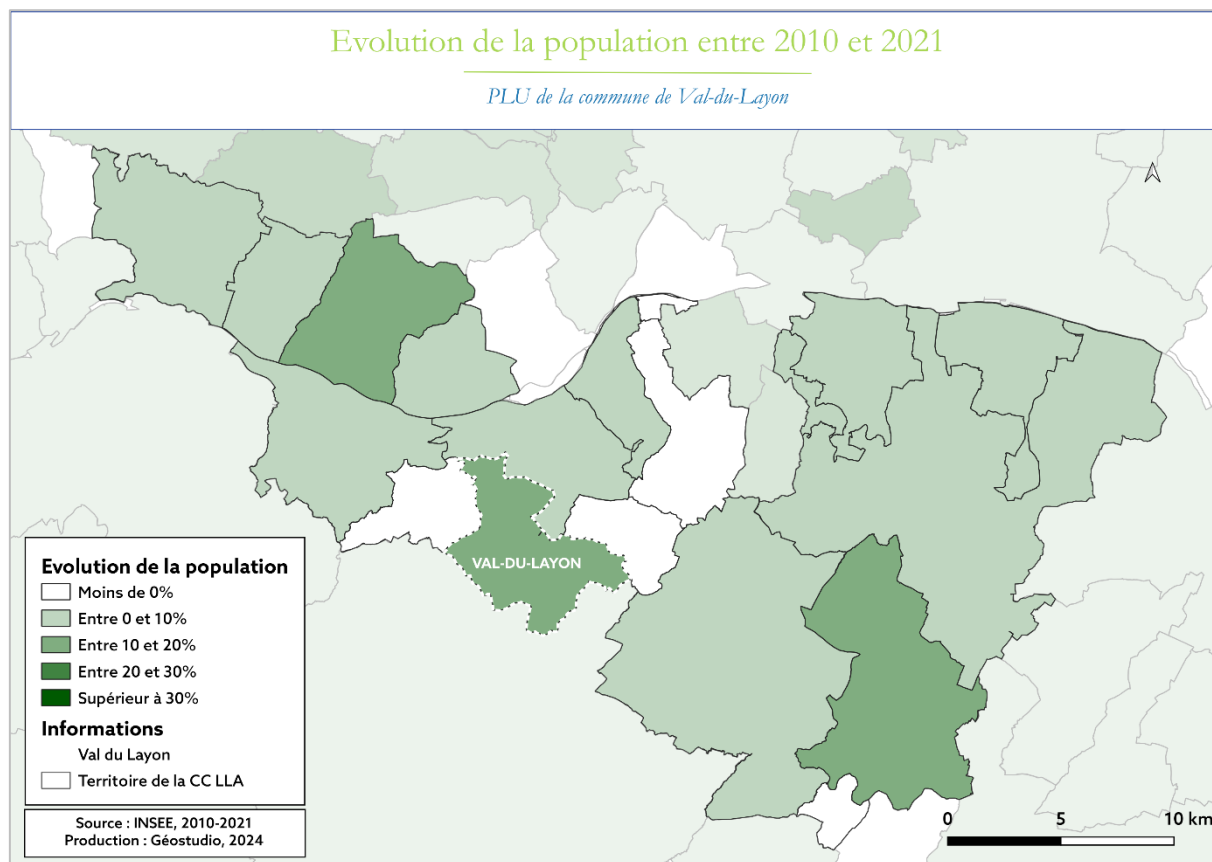 Evolution de la population entre 2010 et 2021
PLU de la commune de Val-du-Layon
VAL-DU-LAYON
Evolution de la population
Moins de 0%
Entre 0 et 10%
Entre 10 et 20%
Entre 20 et 30%
Supérieur à 30%
Informations
Val du Layon
Territoire de la CC LLA
Source : INSEE, 2010-2021
Production : Géostudio, 2024
0 5 10 km